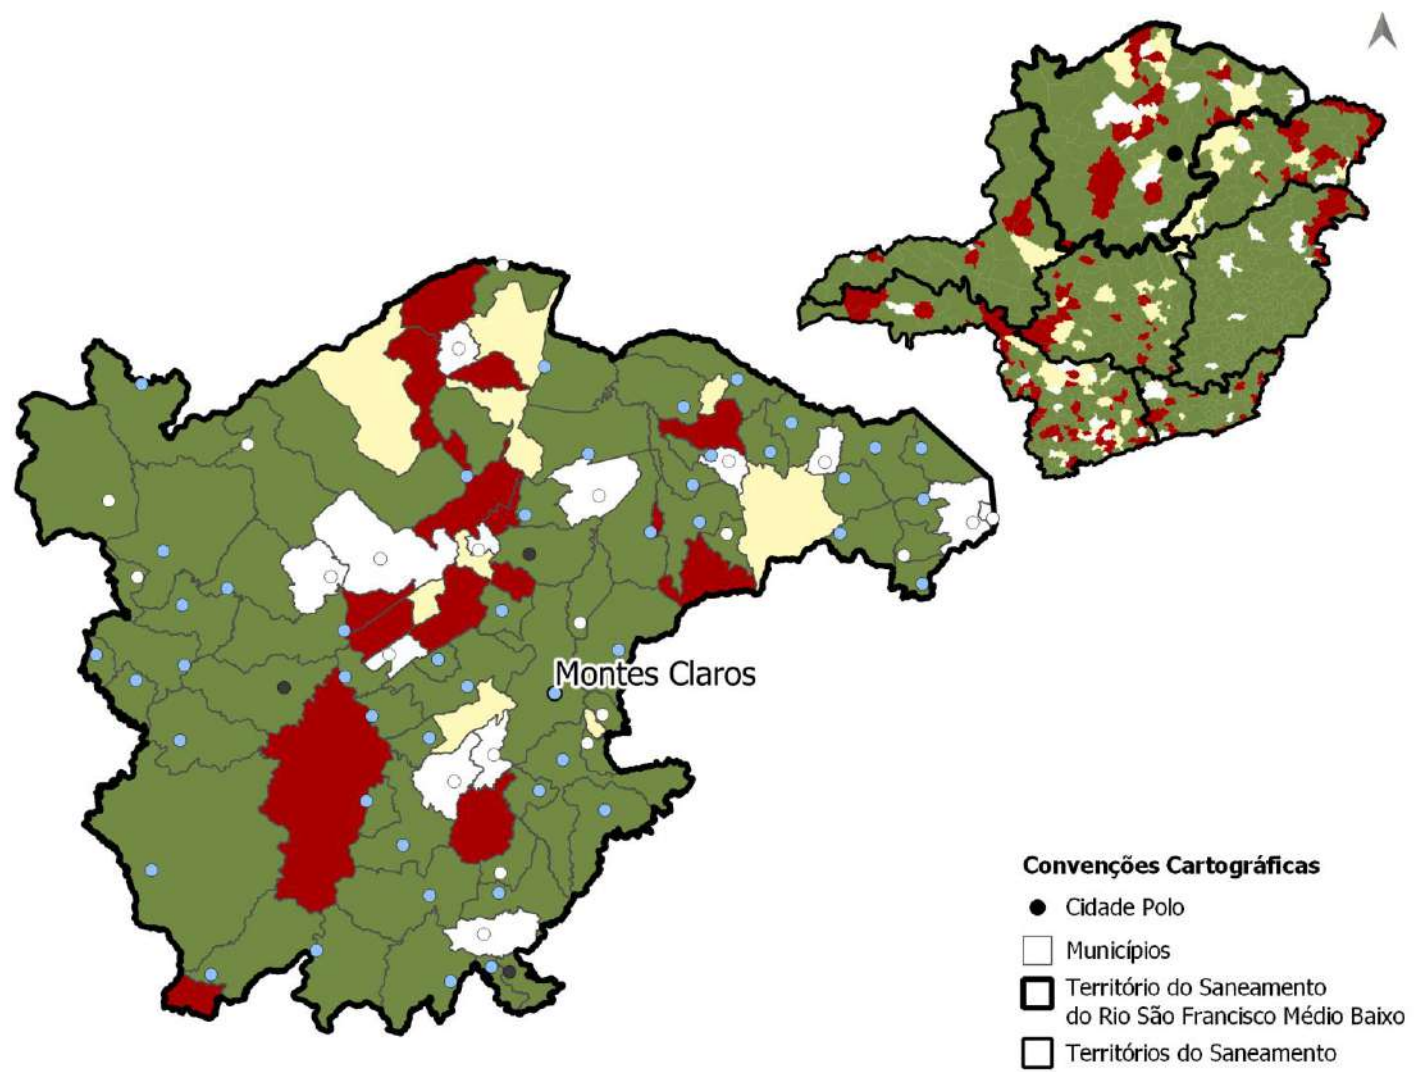 Montes Claros
Convenções Cartográficas
Cidade Polo
Municípios
Território do Saneamento
do Rio São Francisco Médio Baixo
Territórios do Saneamento